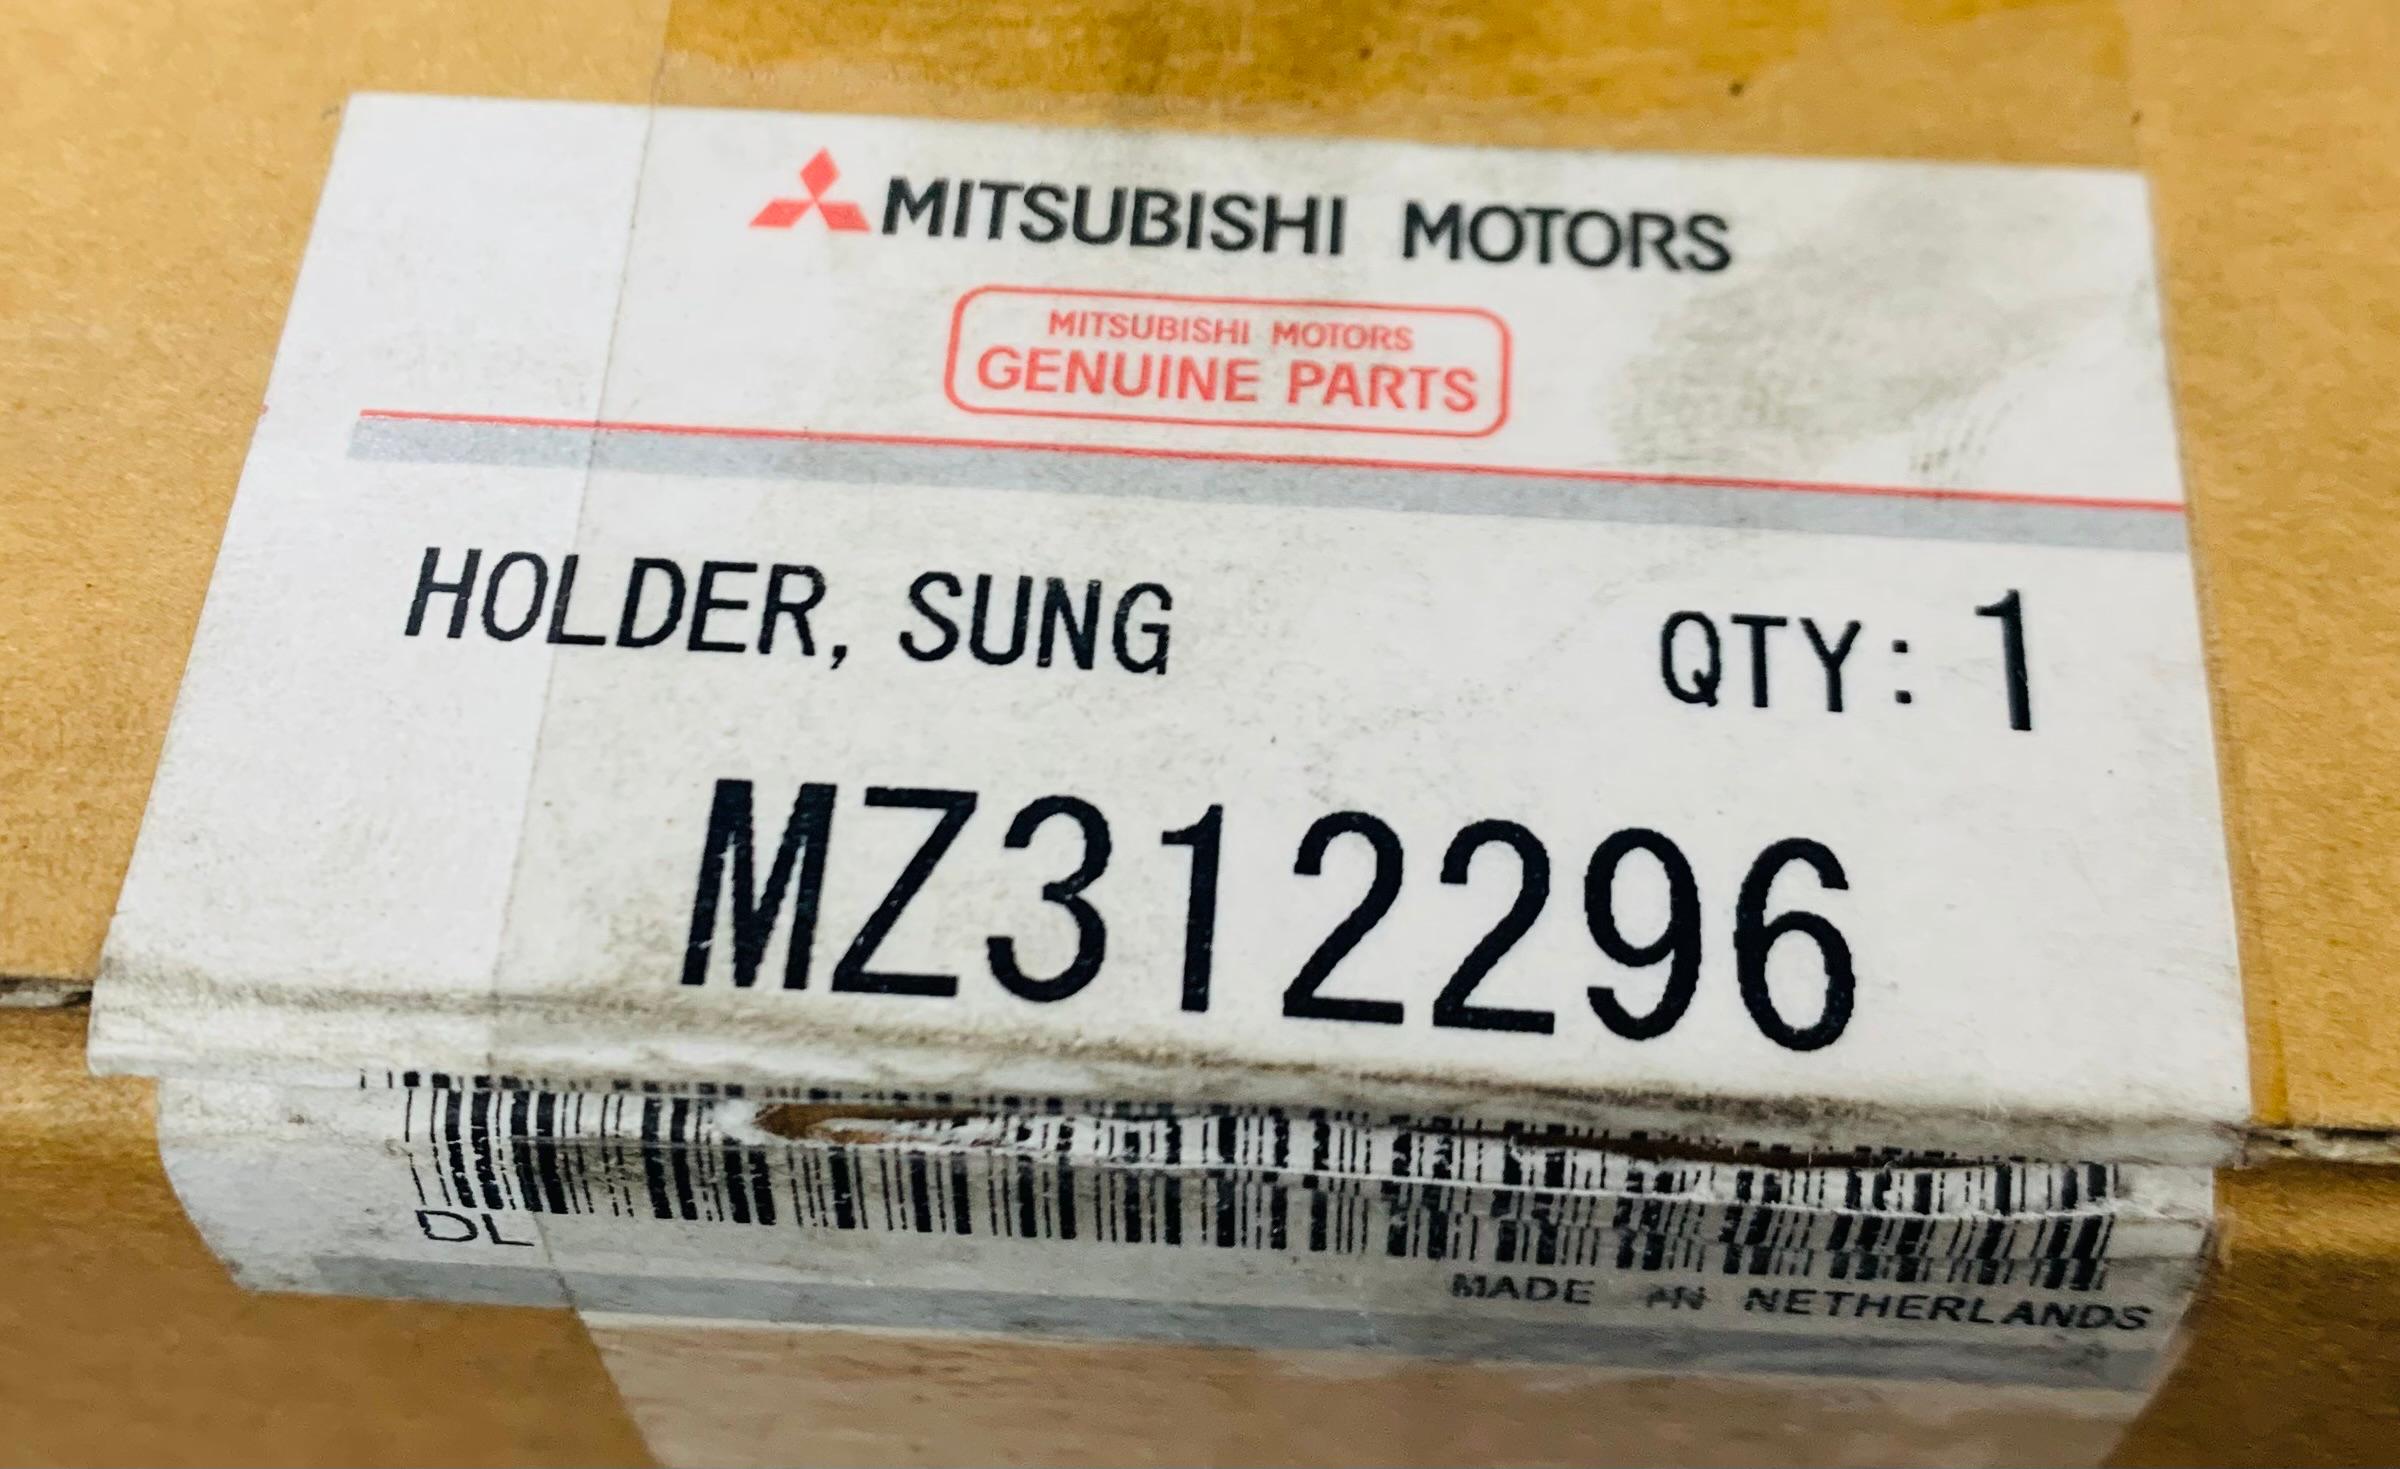 MITSUBISHI MOTORS
MITSUBISHI MOTORS
GENUINE PARTS
HOLDER, SUNG
QTY: 1
MZ312296
DL
MADE IN NETHERLANDS